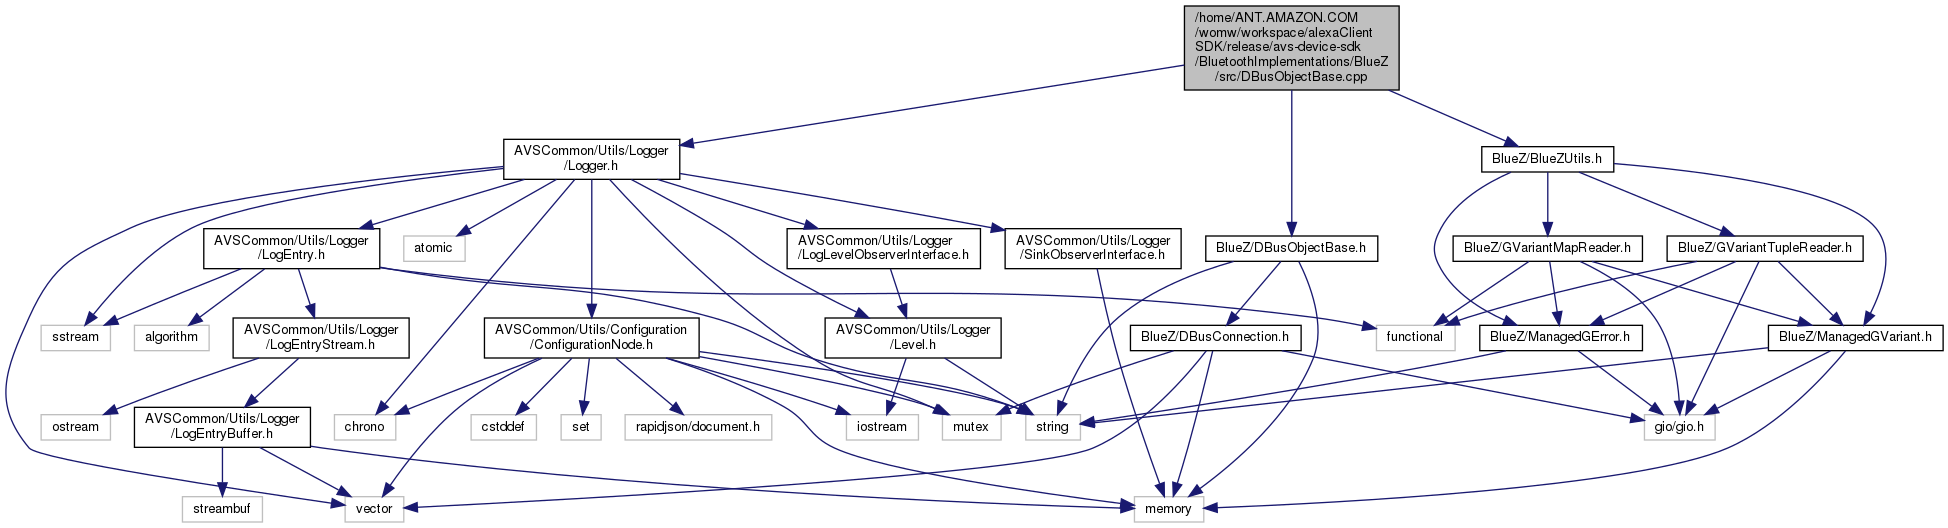 /home/ANT.AMAZON.COM
/womw/workspace/alexaClient
SDK/release/avs-device-sdk
/BluetoothImplementations/BlueZ
/src/DBusObjectBase.cpp
AVSCommon/Utils/Logger
/Logger.h
BlueZ/BlueZUtils.h
AVSCommon/Utils/Logger
/LogEntry.h
atomic
AVSCommon/Utils/Logger
/LogLevelObserverInterface.h
AVSCommon/Utils/Logger
/SinkObserverInterface.h
BlueZ/DBusObjectBase.h
BlueZ/GVariantMapReader.h
BlueZ/GVariantTupleReader.h
sstream
algorithm
AVSCommon/Utils/Logger
/LogEntryStream.h
AVSCommon/Utils/Configuration
/ConfigurationNode.h
AVSCommon/Utils/Logger
/Level.h
BlueZ/DBusConnection.h
functional
BlueZ/ManagedGError.h
BlueZ/ManagedGVariant.h
ostream
AVSCommon/Utils/Logger
/LogEntryBuffer.h
chrono
cstddef
set
rapidjson/document.h
iostream
mutex
string
gio/gio.h
streambuf
vector
memory